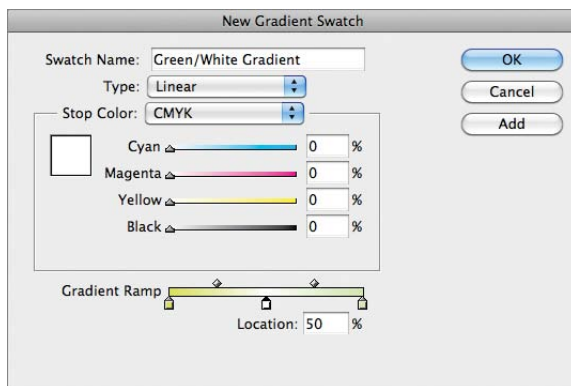 New Gradient Swatch
Swatch Name: Green/White Gradient
Type: Linear
Stop Color: CMYK
Cyan 0 %
Magenta 0 %
Yellow 0 %
Black 0 %
Gradient Ramp
Location: 50 %
OK
Cancel
Add